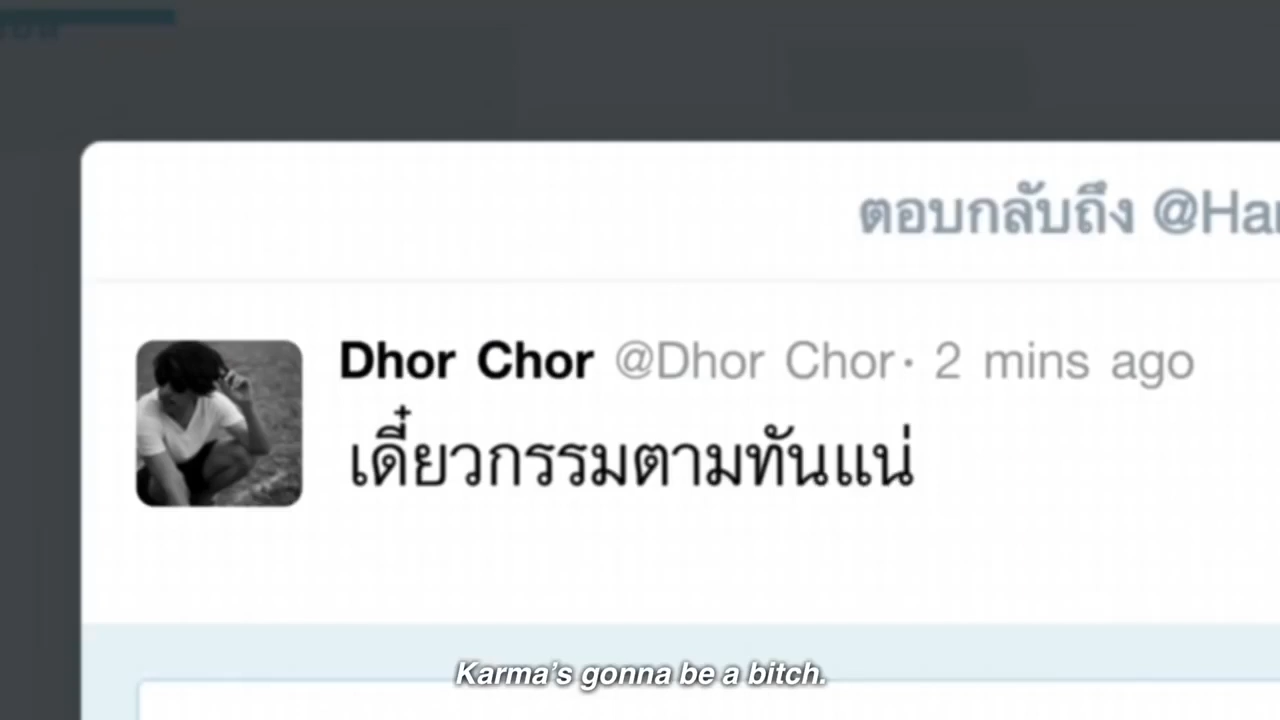 ตอบกลับถึง @Har
Dhor Chor @Dhor Chor· 2 mins ago
เดี๋ยวกรรมตามทันแน่
Karma's gonna be a bitch.